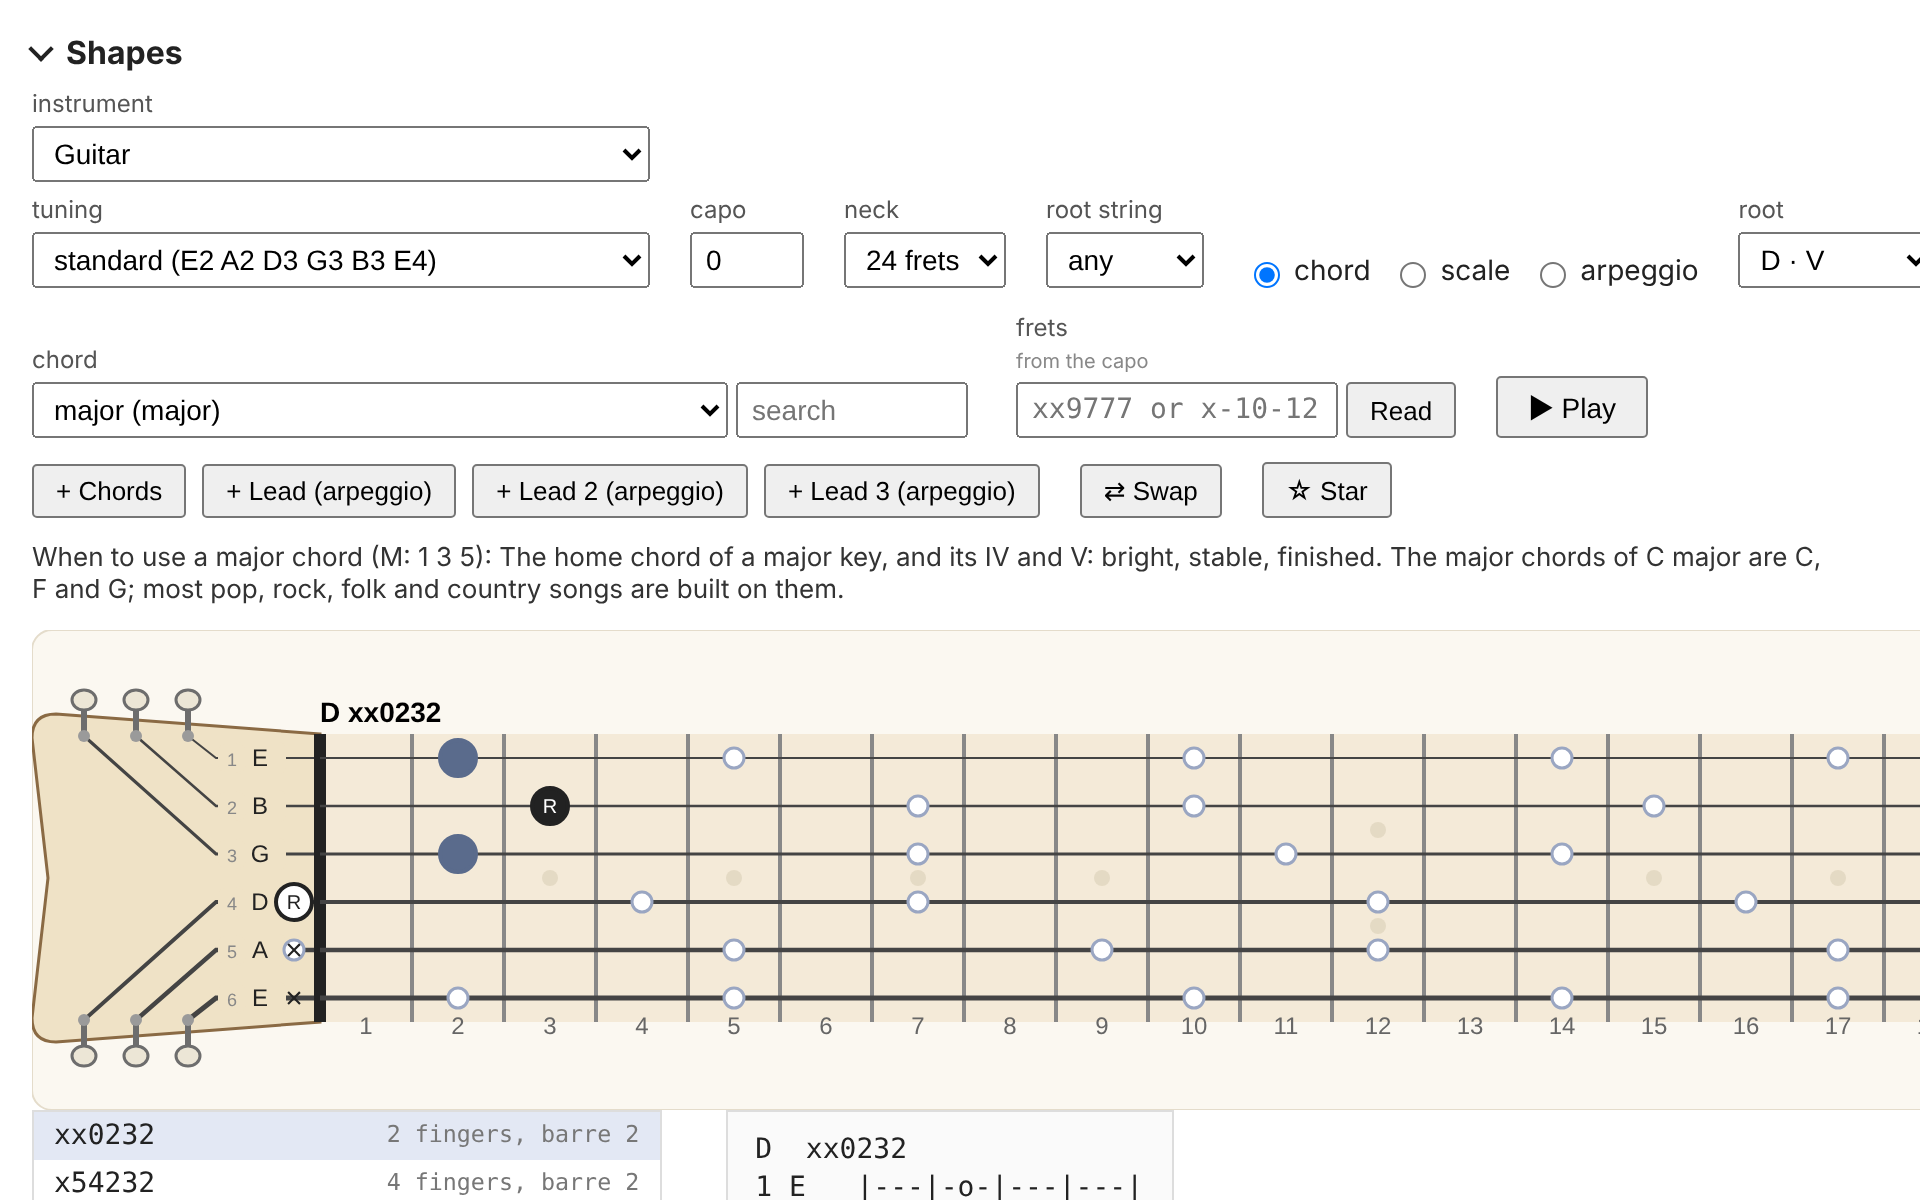 Shapes
instrument
Guitar
tuning capo neck root string root
standard (E2 A2 D3 G3 B3 E4) 0 24 frets any chord scale arpeggio D · V
frets
chord from the capo
major (major) search xx9777 or x-10-12 Read ▶ Play
+ Chords + Lead (arpeggio) + Lead 2 (arpeggio) + Lead 3 (arpeggio) ⇄ Swap ☆ Star
When to use a major chord (M: 1 3 5): The home chord of a major key, and its IV and V: bright, stable, finished. The major chords of C major are C,
F and G; most pop, rock, folk and country songs are built on them.
D xx0232
1 E
2 B R
3 G
4 D R
5 A ×
6 E ×
1 2 3 4 5 6 7 8 9 10 11 12 13 14 15 16 17
xx0232 2 fingers, barre 2
D xx0232
x54232 4 fingers, barre 2
1 E |---|-o-|---|---|